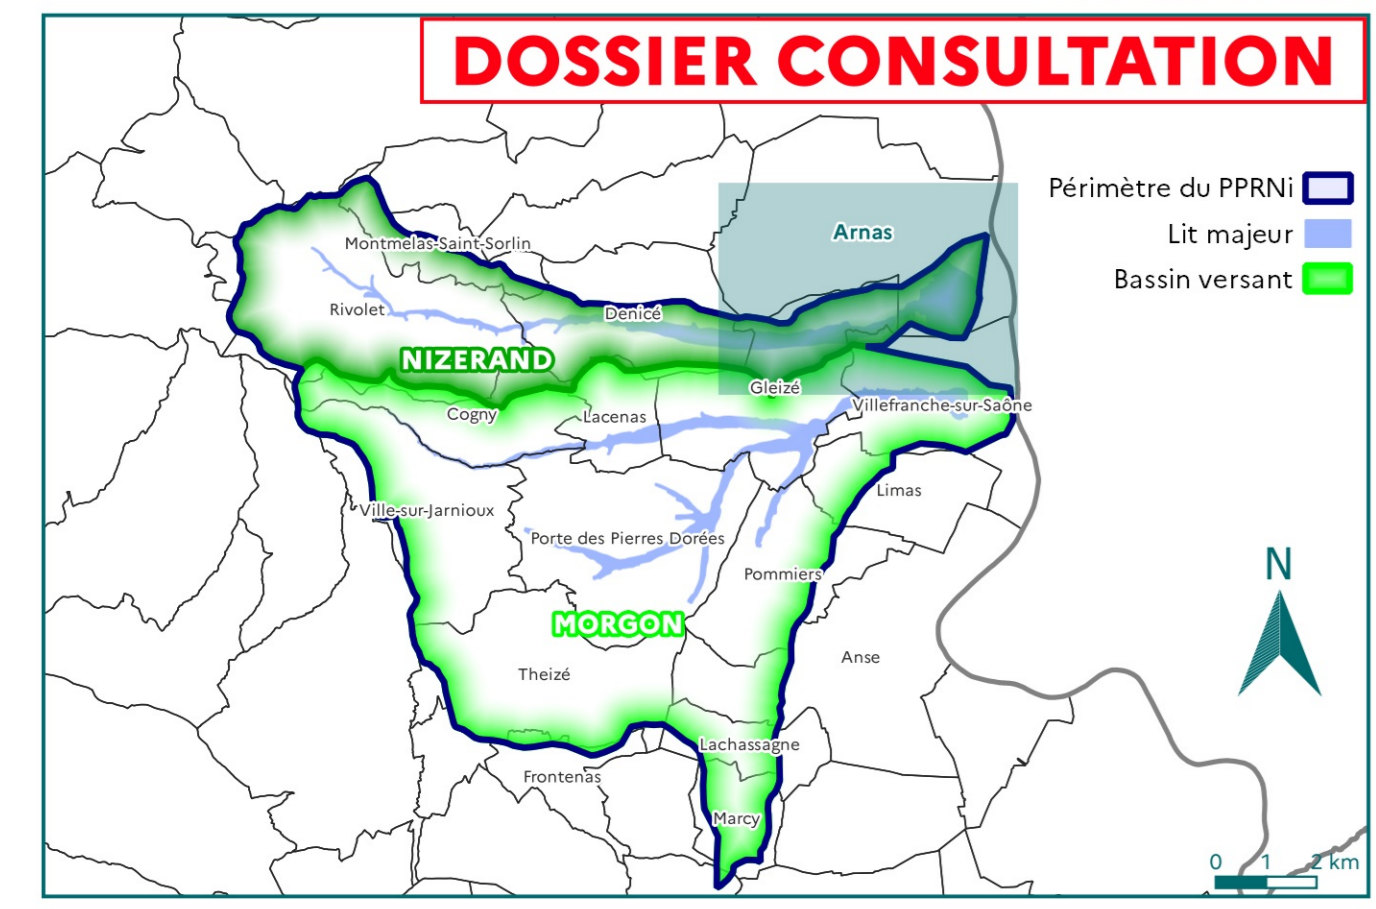 DOSSIER CONSULTATION
Périmètre du PPRNi
Lit majeur
Bassin versant
Arnas
Montmelas-Saint-Sorlin
Rivolet
Denicé
NIZERAND
Gleizé
Cogny
Lacenas
Villefranche-sur-Saône
Limas
Ville-sur-Jarnioux
Porte des Pierres Dorées
Pommiers
MORGON
Anse
Theizé
Lachassagne
Frontenas
Marcy
N
0 1 2 km